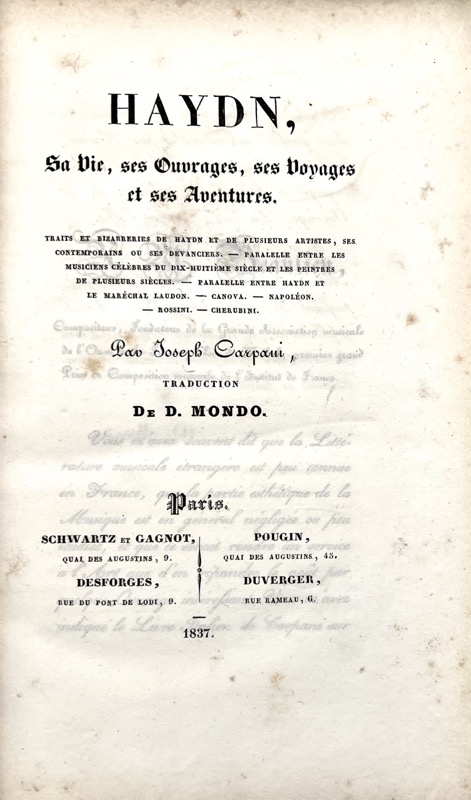 HAYDN,
Sa Vie, ses Ouvrages, ses Voyages
et ses Aventures.
TRAITS ET BIZARRERIES DE HAYDN ET DE PLUSIEURS ARTISTES, SES
CONTEMPORAINS OU SES DEVANCIERS. — PARALELLE ENTRE LES
MUSICIENS CÉLÈBRES DU DIX-HUITIÈME SIÈCLE ET LES PEINTRES
DE PLUSIEURS SIÈCLES. — PARALELLE ENTRE HAYDN ET
LE MARÉCHAL LAUDON. — CANOVA. — NAPOLÉON.
— ROSSINI. — CHERUBINI.
Par Joseph Carpani,
TRADUCTION
DE D. MONDO.
Paris.
SCHWARTZ ET GAGNOT,
QUAI DES AUGUSTINS, 9.
DESFORGES,
RUE DU PONT DE LODI, 9.
POUGIN,
QUAI DES AUGUSTINS, 45.
DUVERGER,
RUE RAMEAU, 6.
1837.